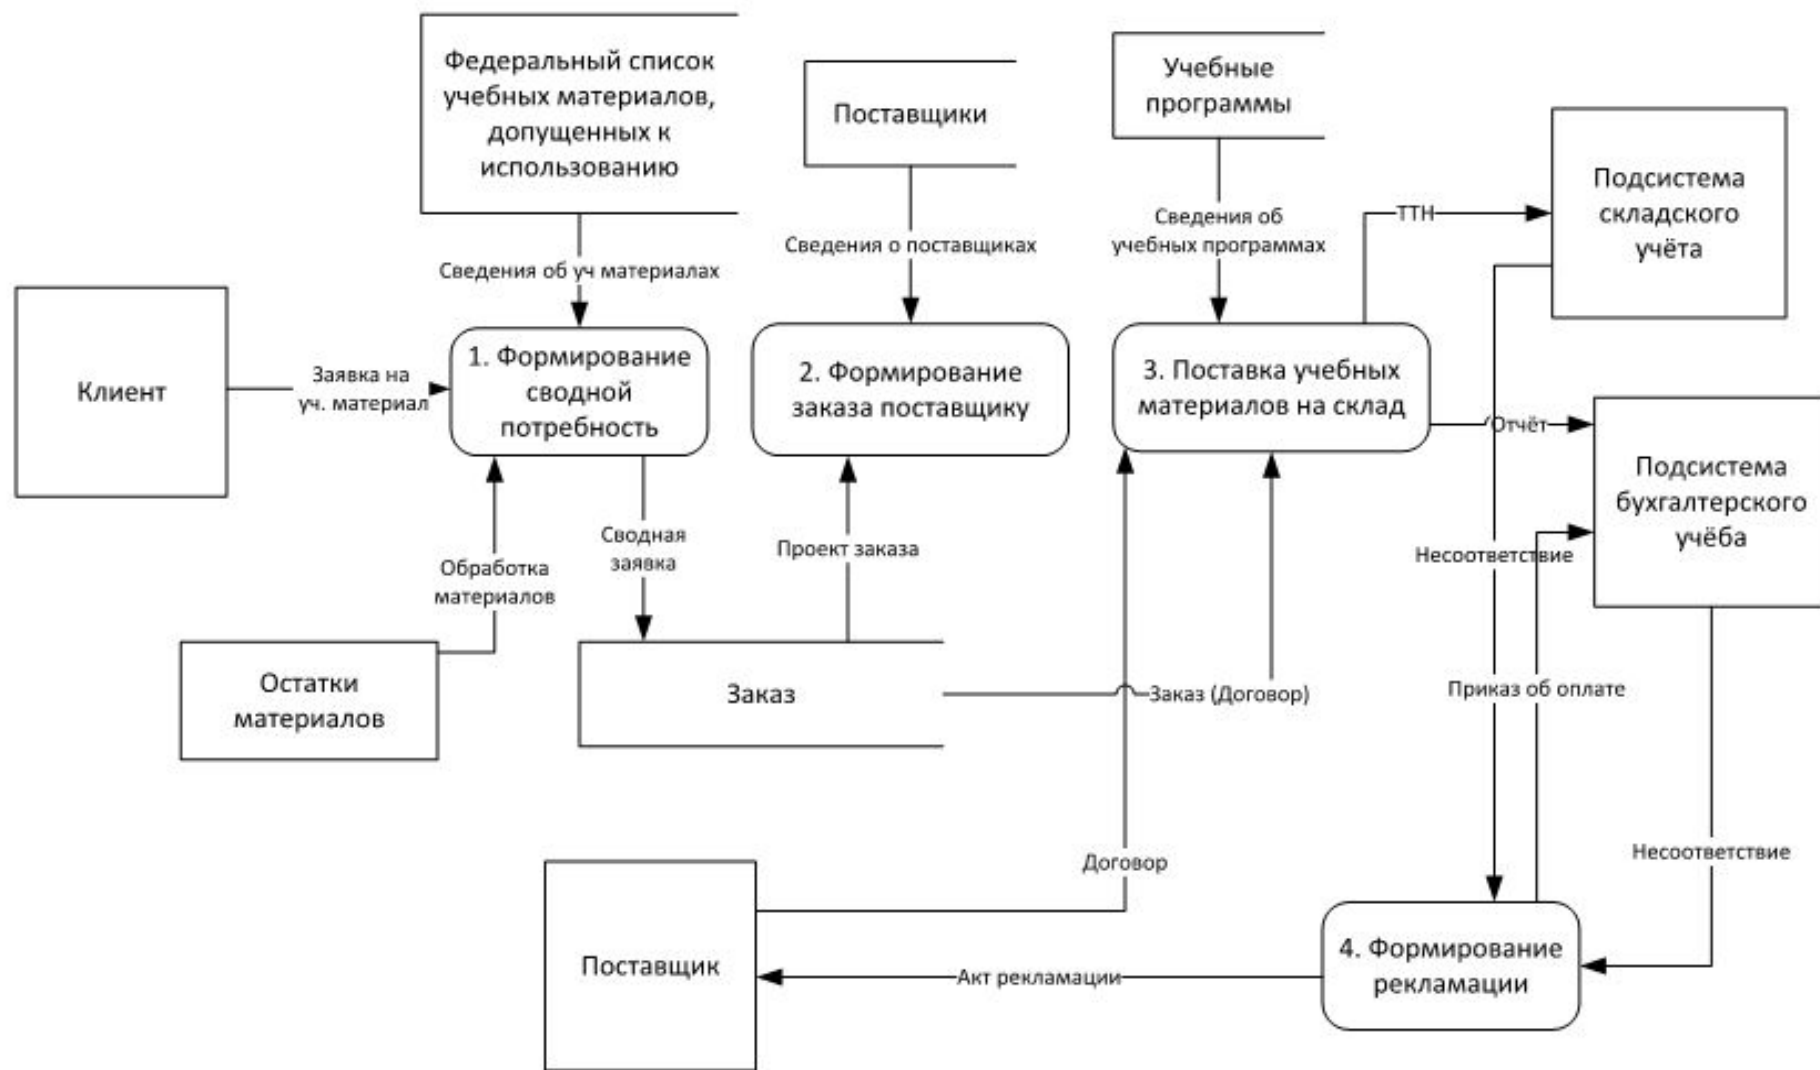 Федеральный список
учебных материалов,
допущенных к
использованию
Поставщики
Учебные
программы
Подсистема
складского
учёта
ТТН
Сведения об уч материалах
Сведения о поставщиках
Сведения об
учебных программах
Клиент
Заявка на
уч. материал
1. Формирование
сводной
потребность
2. Формирование
заказа поставщику
3. Поставка учебных
материалов на склад
Отчёт
Подсистема
бухгалтерского
учёба
Обработка
материалов
Сводная
заявка
Проект заказа
Несоответствие
Остатки
материалов
Заказ
Заказ (Договор)
Приказ об оплате
Договор
Несоответствие
Поставщик
Акт рекламации
4. Формирование
рекламации